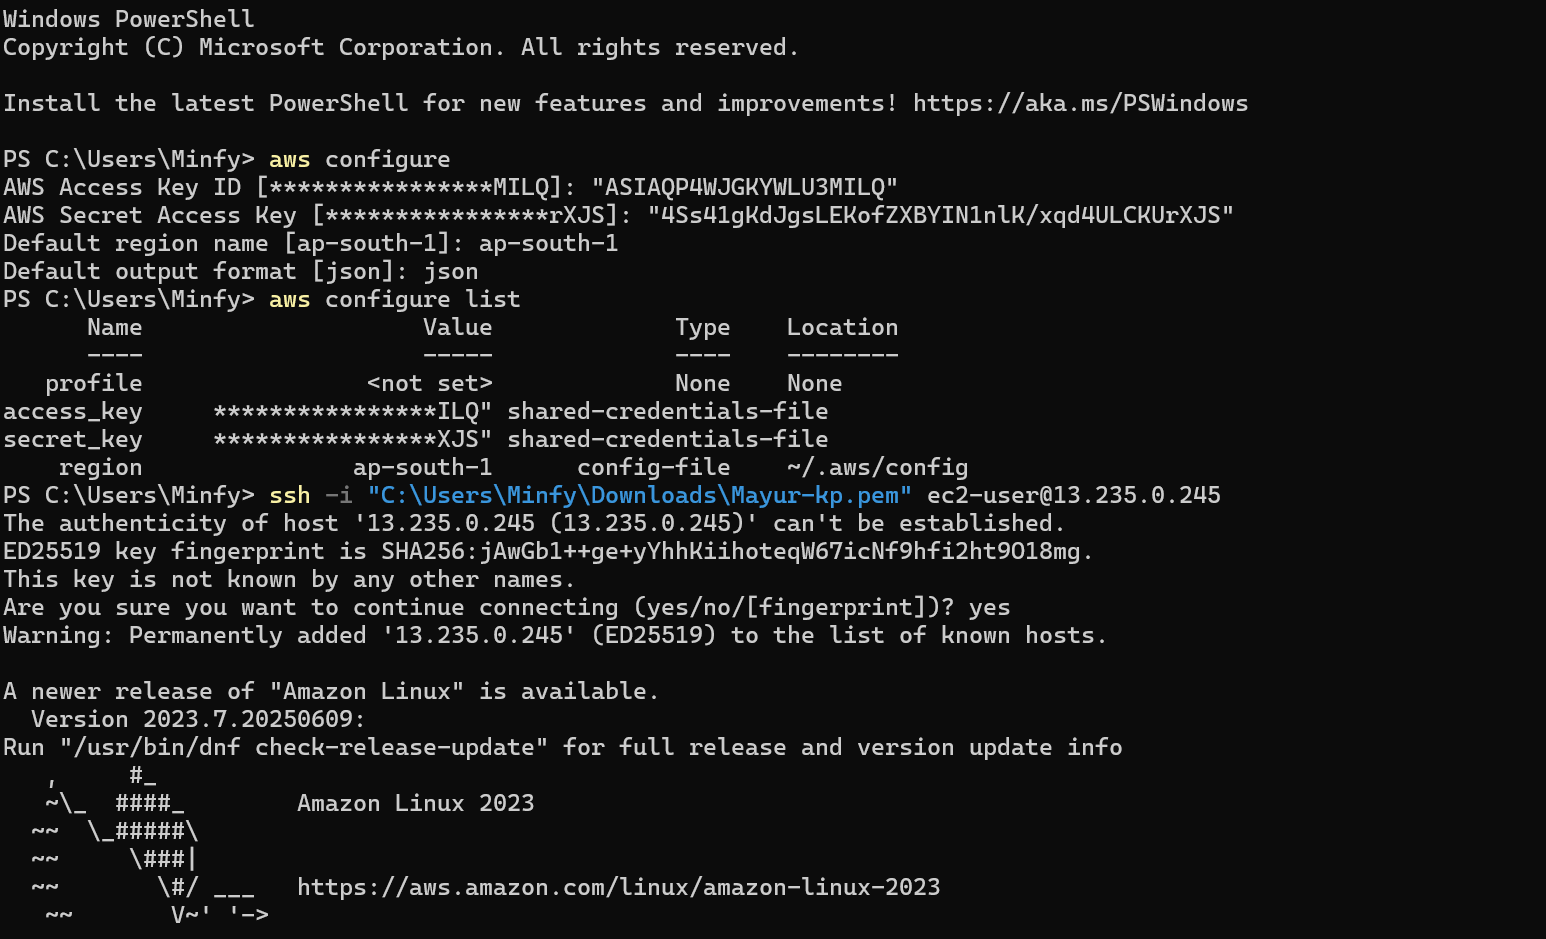 Windows PowerShell
Copyright (C) Microsoft Corporation. All rights reserved.
Install the latest PowerShell for new features and improvements! https://aka.ms/PSWindows
PS C:\Users\Minfy> aws configure
AWS Access Key ID [****************MILQ]: "ASIAQP4WJGKYWLU3MILQ"
AWS Secret Access Key [****************rXJS]: "4Ss41gKdJgsLEKofZXBYIN1nlK/xqd4ULCKUrXJS"
Default region name [ap-south-1]: ap-south-1
Default output format [json]: json
PS C:\Users\Minfy> aws configure list
      Name                    Value             Type    Location
      ----                    -----             ----    --------
   profile                <not set>             None    None
access_key     ****************ILQ" shared-credentials-file
secret_key     ****************XJS" shared-credentials-file
    region               ap-south-1      config-file    ~/.aws/config
PS C:\Users\Minfy> ssh -i "C:\Users\Minfy\Downloads\Mayur-kp.pem" ec2-user@13.235.0.245
The authenticity of host '13.235.0.245 (13.235.0.245)' can't be established.
ED25519 key fingerprint is SHA256:jAwGb1++ge+yYhhKiihoteqW67icNf9hfi2ht9O18mg.
This key is not known by any other names.
Are you sure you want to continue connecting (yes/no/[fingerprint])? yes
Warning: Permanently added '13.235.0.245' (ED25519) to the list of known hosts.
A newer release of "Amazon Linux" is available.
  Version 2023.7.20250609:
Run "/usr/bin/dnf check-release-update" for full release and version update info
   ,     #_
   ~\_  ####_        Amazon Linux 2023
  ~~  \_#####\
  ~~     \###|
  ~~       \#/ ___   https://aws.amazon.com/linux/amazon-linux-2023
   ~~       V~' '->